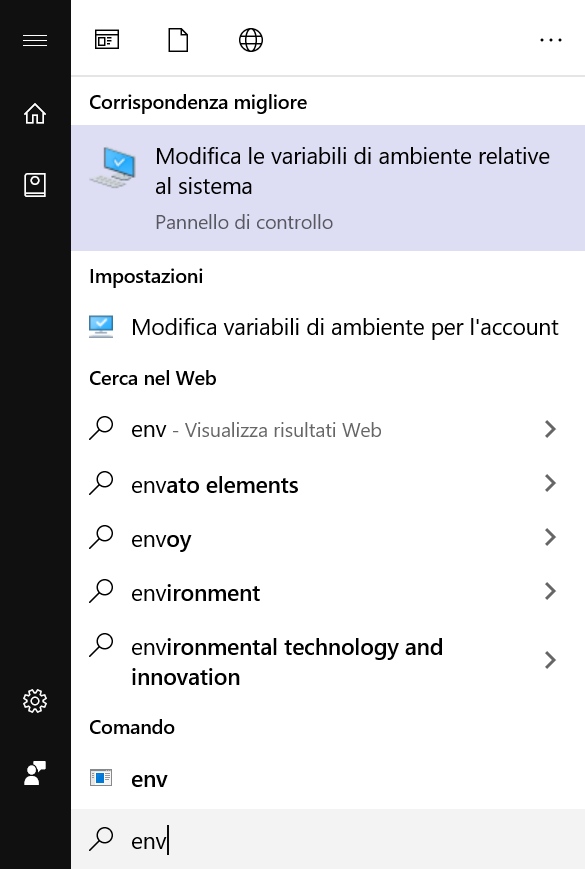 Corrispondenza migliore
Modifica le variabili di ambiente relative
al sistema
Pannello di controllo
Impostazioni
Modifica variabili di ambiente per l'account
Cerca nel Web
env - Visualizza risultati Web
envato elements
envoy
environment
environmental technology and
innovation
Comando
env
env